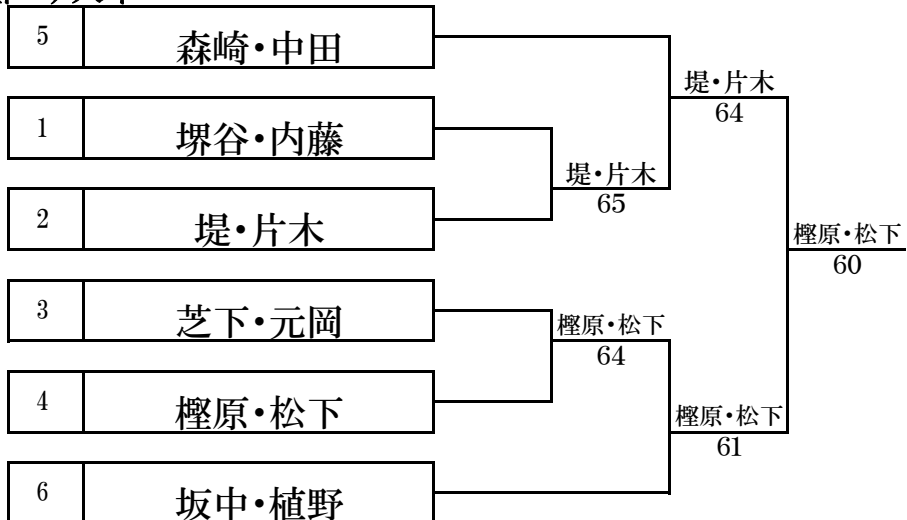 5 森崎・中田
堤・片木
64
1 堺谷・内藤
堤・片木
65
2 堤・片木
樫原・松下
60
3 芝下・元岡
樫原・松下
64
4 樫原・松下
樫原・松下
61
6 坂中・植野